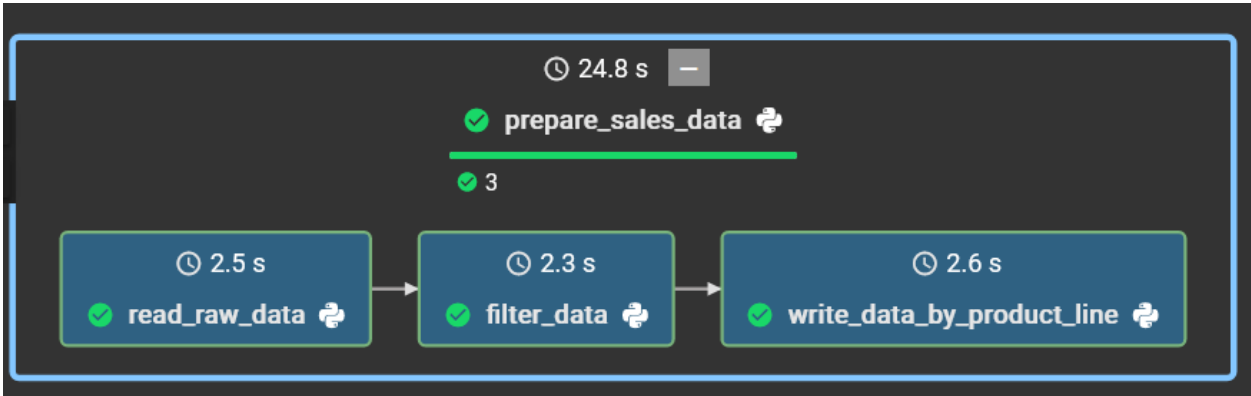 24.8 s
prepare_sales_data
3
2.5 s
read_raw_data
2.3 s
filter_data
2.6 s
write_data_by_product_line